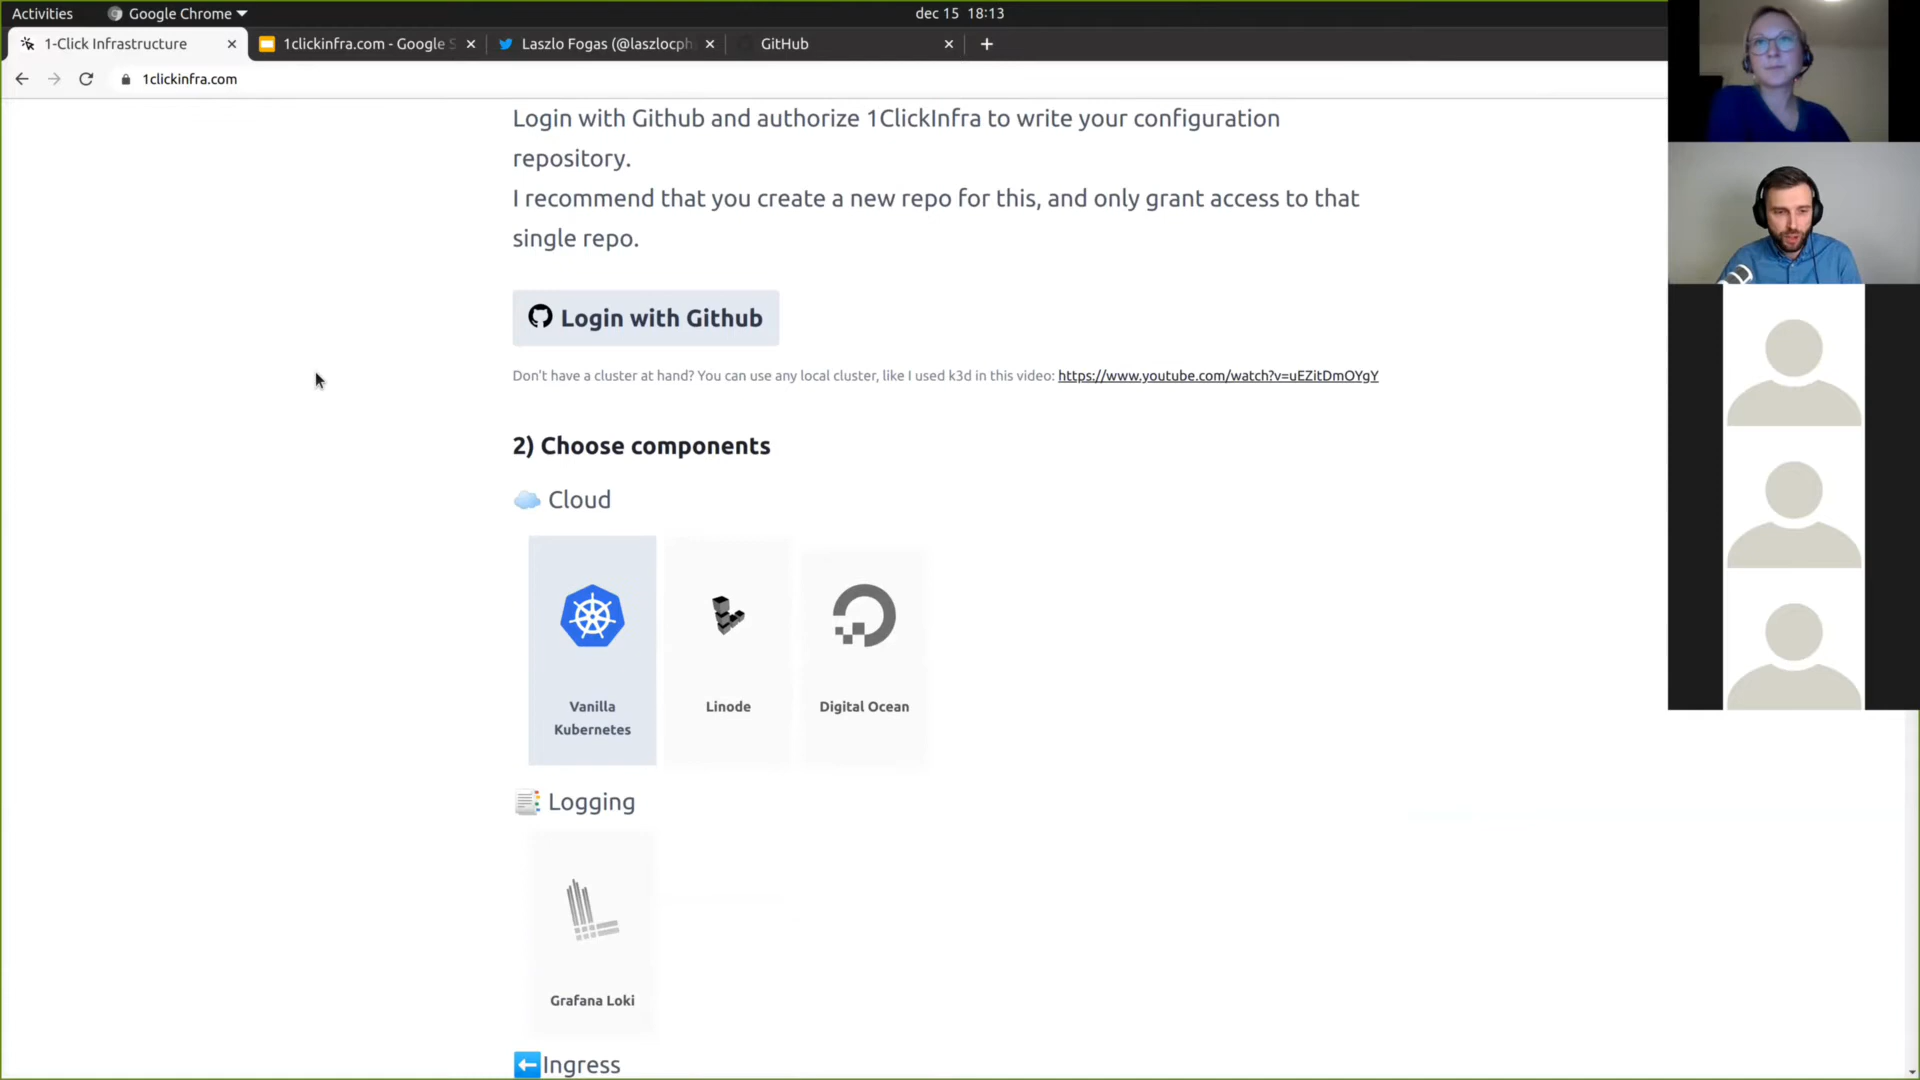 Activities
Google Chrome
dec 15 18:13
1-Click Infrastructure
1clickinfra.com - Google S
Laszlo Fogas (@laszlocph
GitHub
1clickinfra.com
Login with Github and authorize 1ClickInfra to write your configuration
repository.
I recommend that you create a new repo for this, and only grant access to that
single repo.
Login with Github
Don't have a cluster at hand? You can use any local cluster, like I used k3d in this video: https://www.youtube.com/watch?v=uEZitDmOYgY
2) Choose components
Cloud
Vanilla
Kubernetes
Linode
Digital Ocean
Logging
Grafana Loki
Ingress